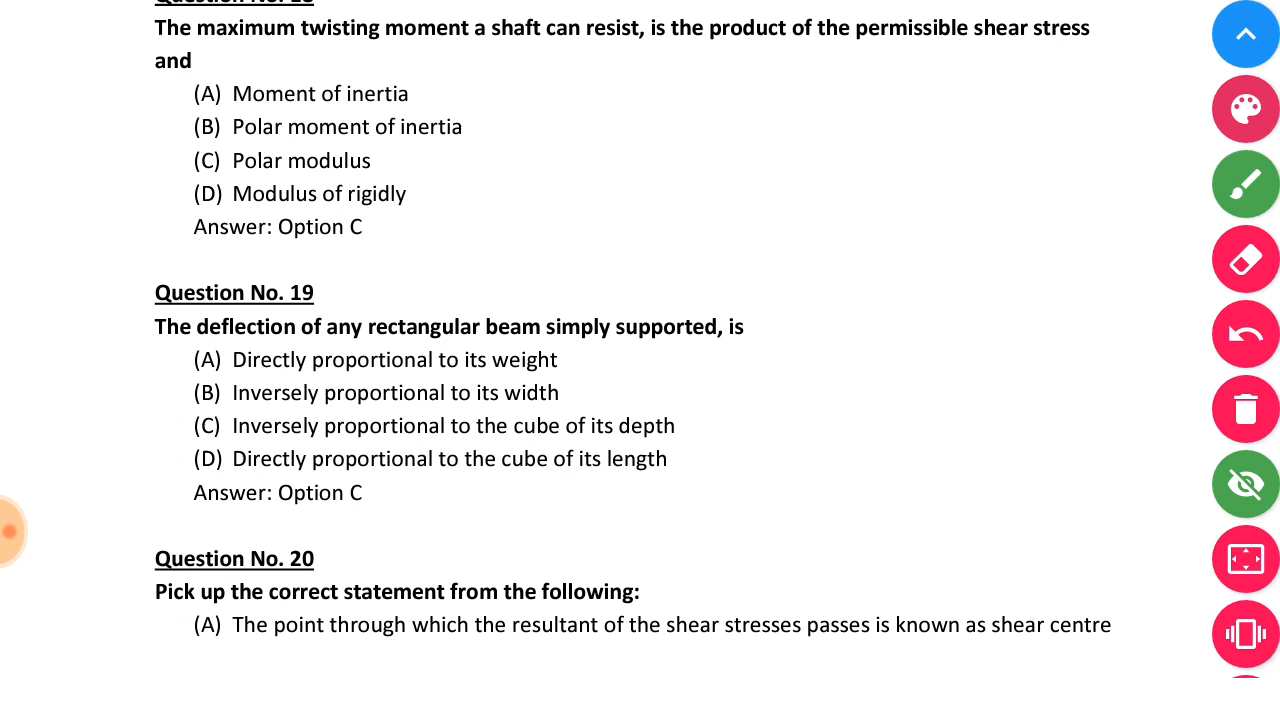 The maximum twisting moment a shaft can resist, is the product of the permissible shear stress
and
(A) Moment of inertia
(B) Polar moment of inertia
(C) Polar modulus
(D) Modulus of rigidly
Answer: Option C
Question No. 19
The deflection of any rectangular beam simply supported, is
(A) Directly proportional to its weight
(B) Inversely proportional to its width
(C) Inversely proportional to the cube of its depth
(D) Directly proportional to the cube of its length
Answer: Option C
Question No. 20
Pick up the correct statement from the following:
(A) The point through which the resultant of the shear stresses passes is known as shear centre